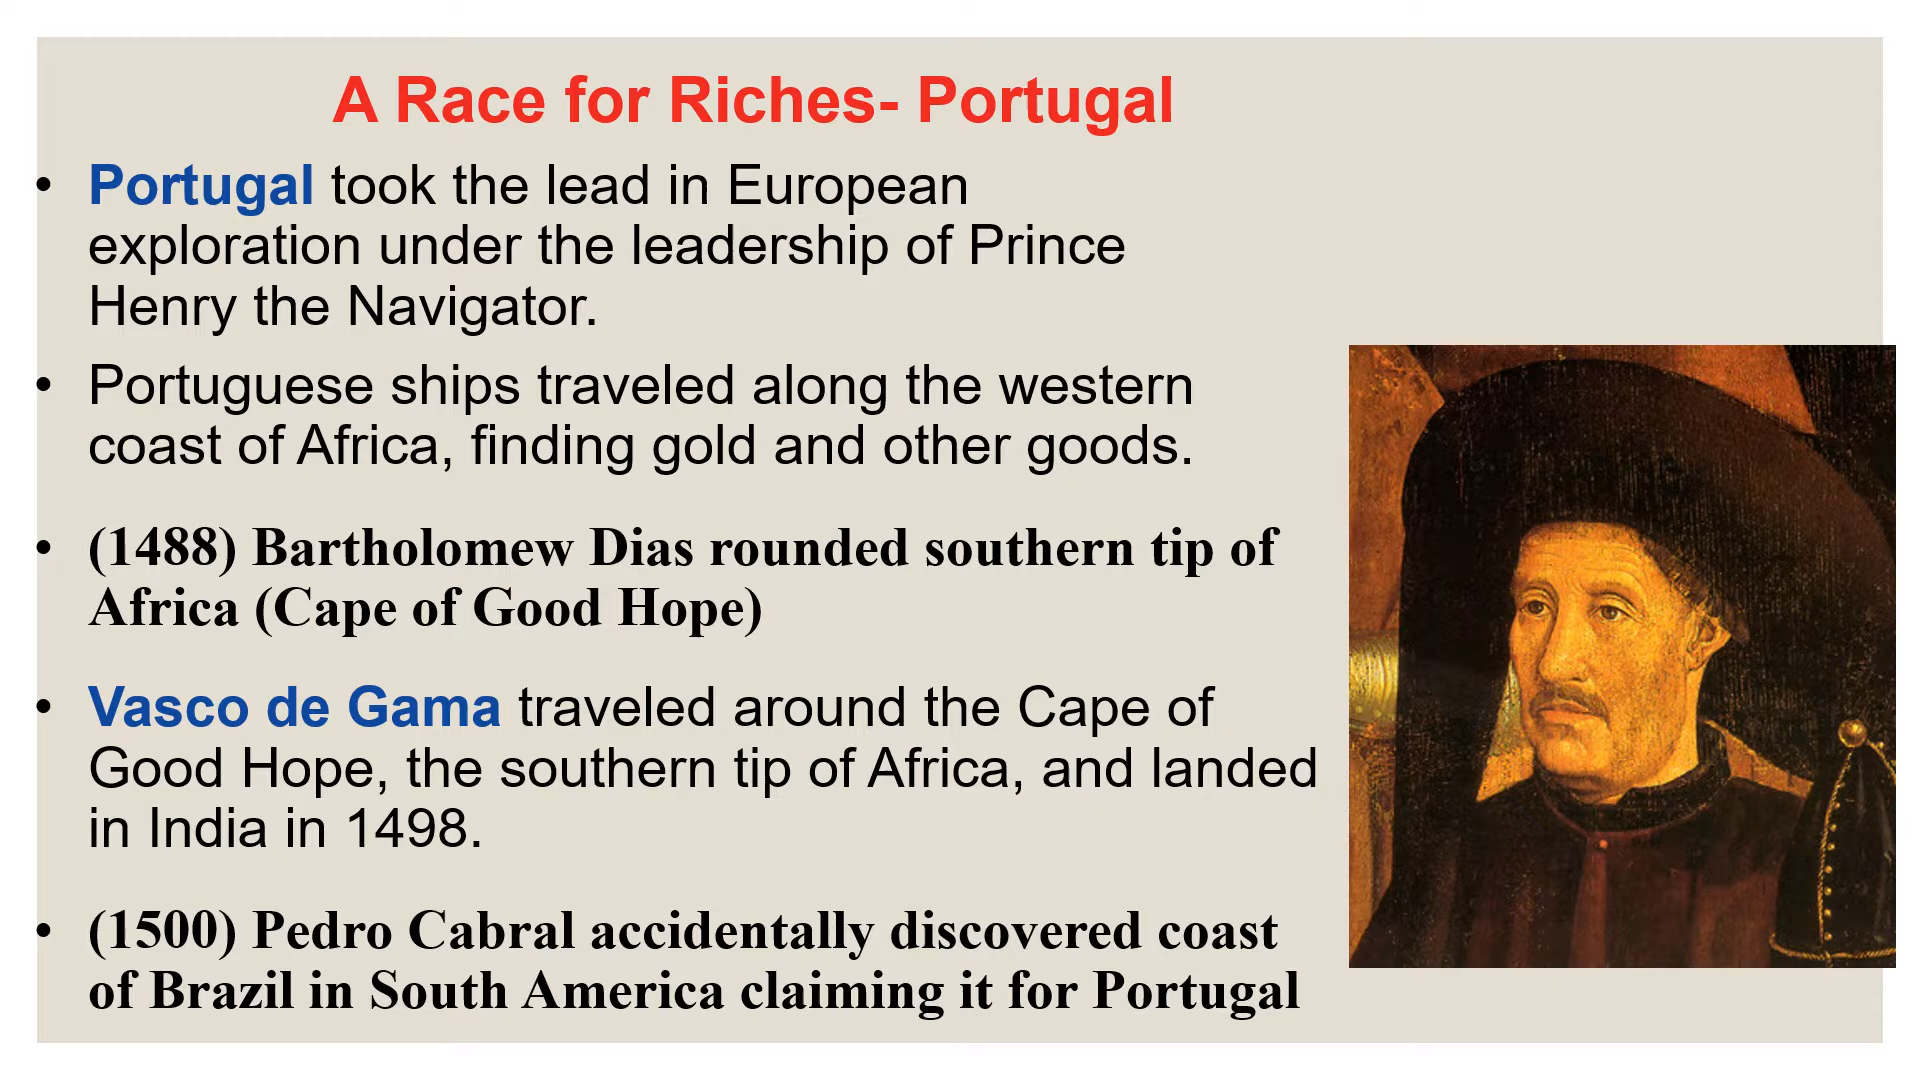 A Race for Riches- Portugal
• Portugal took the lead in European
exploration under the leadership of Prince
Henry the Navigator.
• Portuguese ships traveled along the western
coast of Africa, finding gold and other goods.
• (1488) Bartholomew Dias rounded southern tip of
Africa (Cape of Good Hope)
• Vasco de Gama traveled around the Cape of
Good Hope, the southern tip of Africa, and landed
in India in 1498.
• (1500) Pedro Cabral accidentally discovered coast
of Brazil in South America claiming it for Portugal